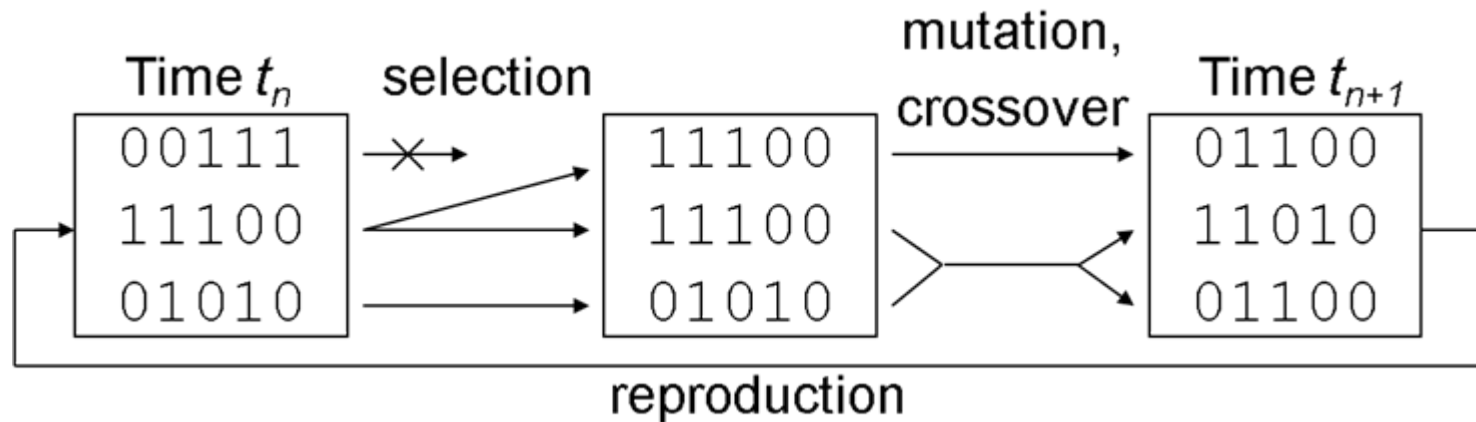 mutation,
Time tn selection crossover Time tn+1
00111 11100 01100
11100 11100 11010
01010 01010 01100
reproduction